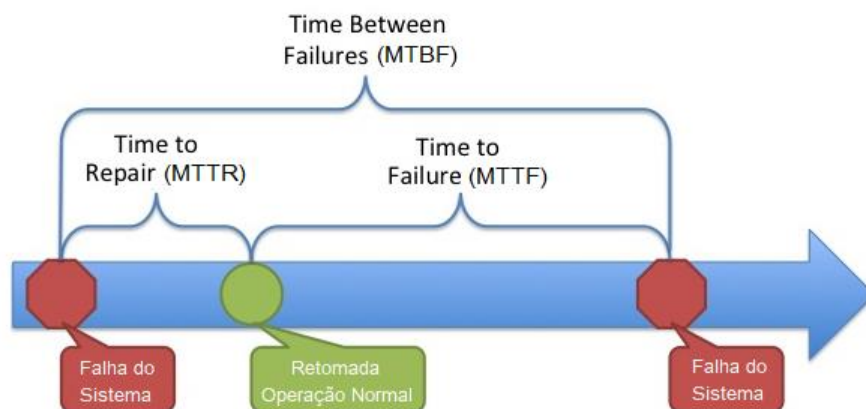 Time Between
Failures (MTBF)
Time to
Repair (MTTR)
Time to
Failure (MTTF)
Falha do
Sistema
Retomada
Operação Normal
Falha do
Sistema